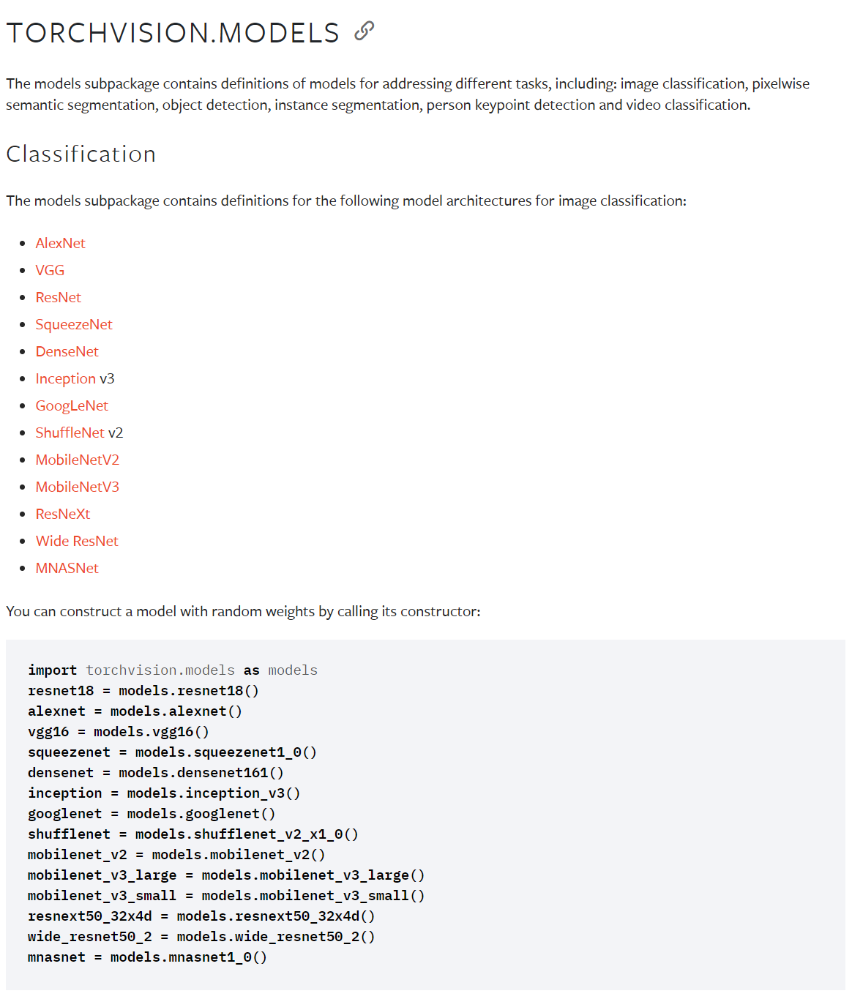 TORCHVISION.MODELS
The models subpackage contains definitions of models for addressing different tasks, including: image classification, pixelwise
semantic segmentation, object detection, instance segmentation, person keypoint detection and video classification.
Classification
The models subpackage contains definitions for the following model architectures for image classification:
• AlexNet
• VGG
• ResNet
• SqueezeNet
• DenseNet
• Inception v3
• GoogLeNet
• ShuffleNet v2
• MobileNetV2
• MobileNetV3
• ResNeXt
• Wide ResNet
• MNASNet
You can construct a model with random weights by calling its constructor:
import torchvision.models as models
resnet18 = models.resnet18()
alexnet = models.alexnet()
vgg16 = models.vgg16()
squeezenet = models.squeezenet1_0()
densenet = models.densenet161()
inception = models.inception_v3()
googlenet = models.googlenet()
shufflenet = models.shufflenet_v2_x1_0()
mobilenet_v2 = models.mobilenet_v2()
mobilenet_v3_large = models.mobilenet_v3_large()
mobilenet_v3_small = models.mobilenet_v3_small()
resnext50_32x4d = models.resnext50_32x4d()
wide_resnet50_2 = models.wide_resnet50_2()
mnasnet = models.mnasnet1_0()